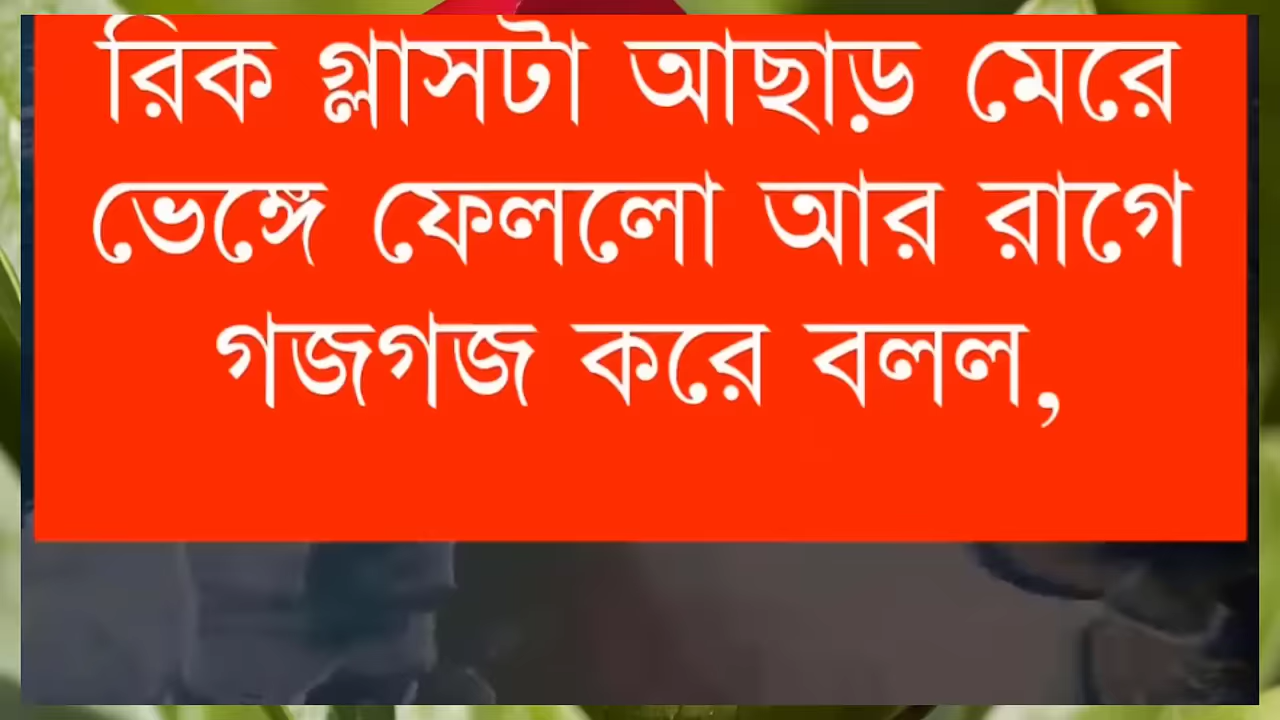 রিক গ্লাসটা আছাড় মেরে
ভেঙ্গে ফেললো আর রাগে
গজগজ করে বলল,